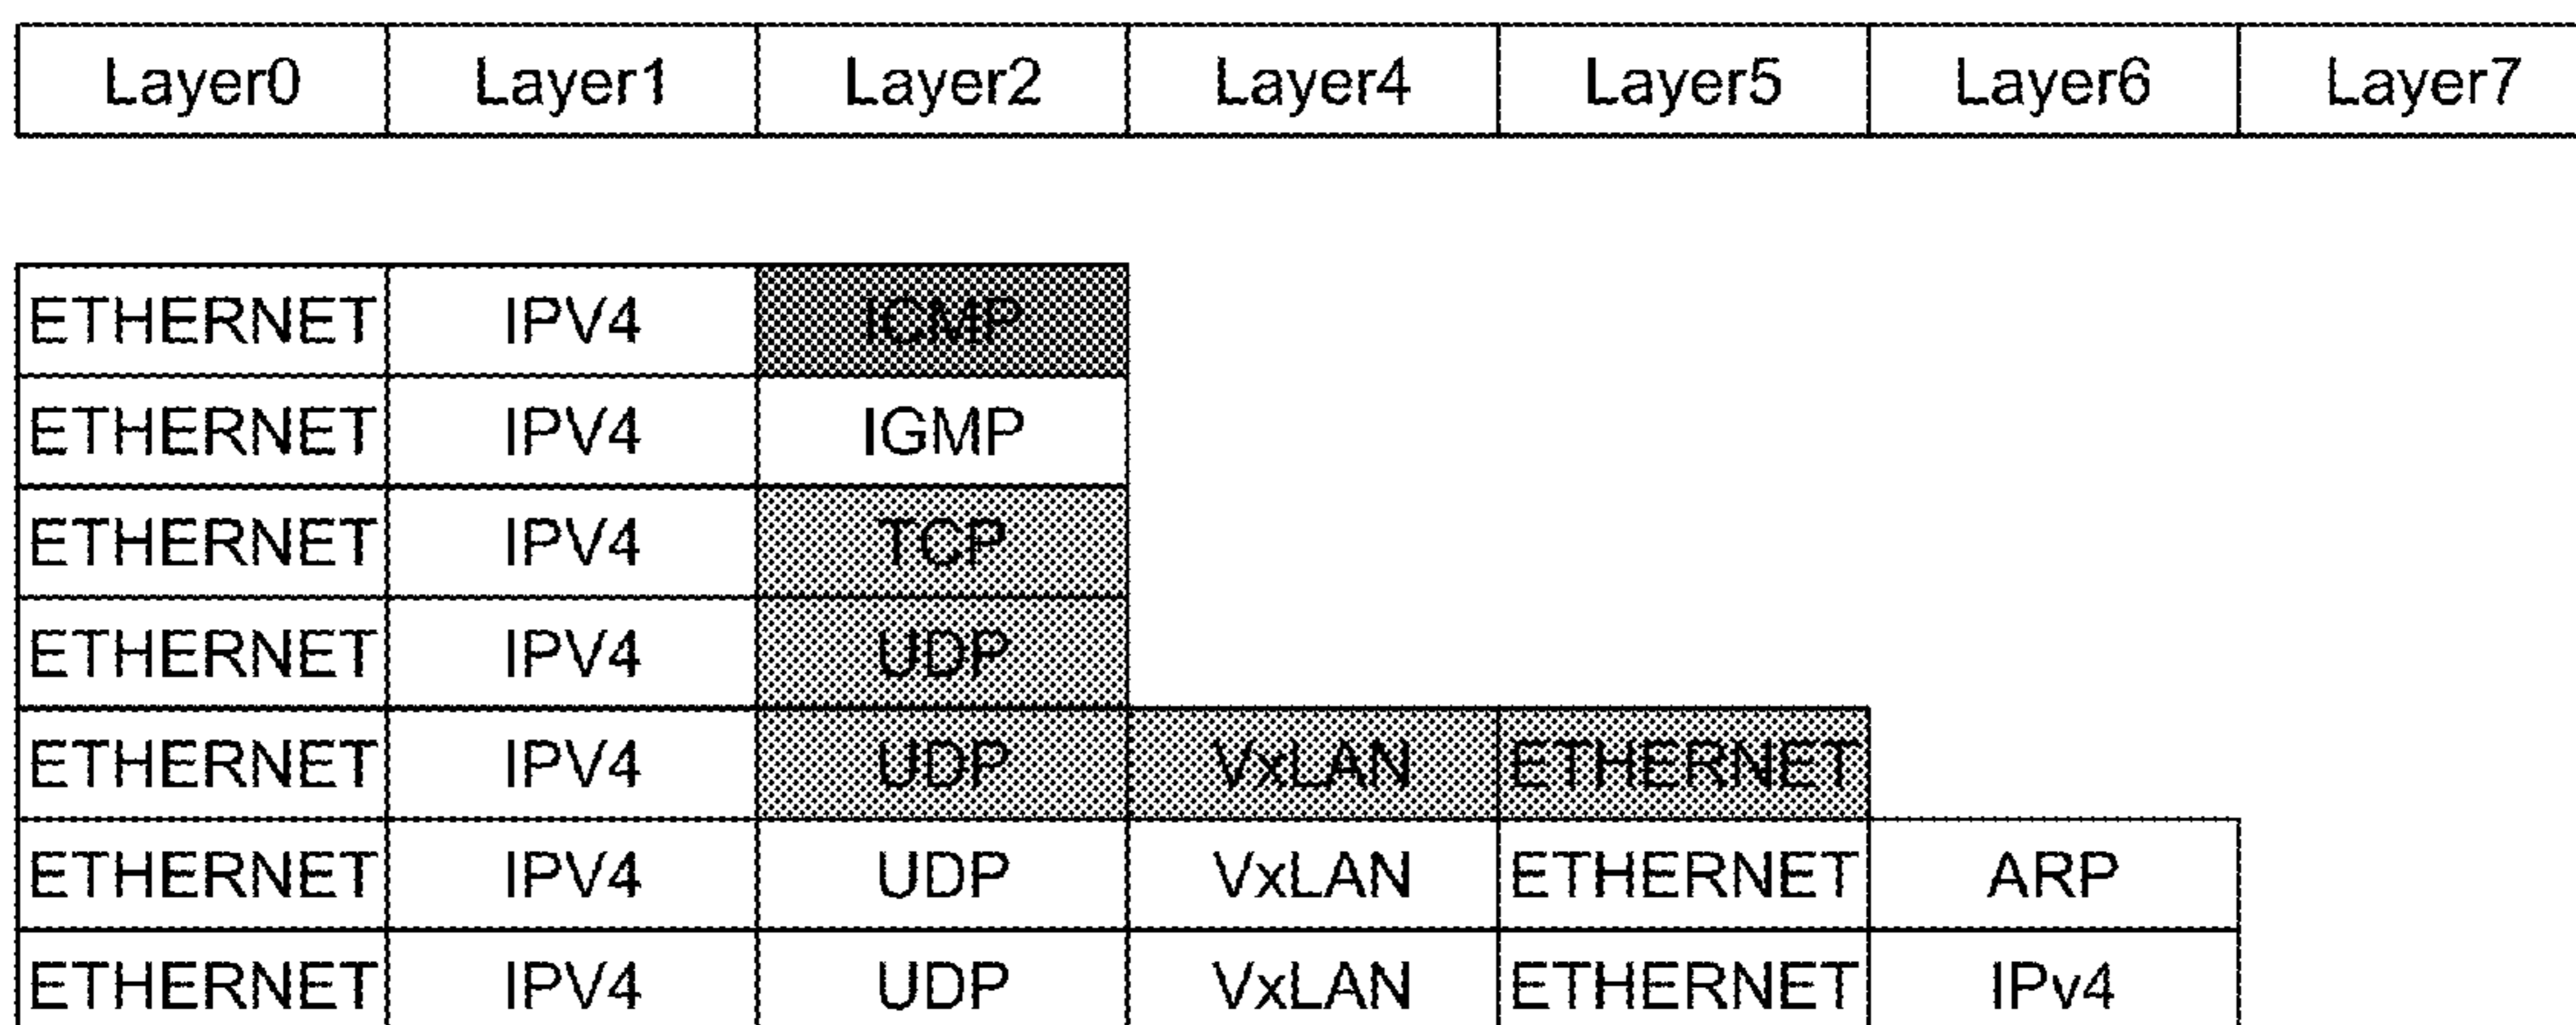 Layer0 Layer1 Layer2 Layer4 Layer5 Layer6 Layer7
ETHERNET IPV4 ICMP
ETHERNET IPV4 IGMP
ETHERNET IPV4 TCP
ETHERNET IPV4 UDP
ETHERNET IPV4 UDP VxLAN ETHERNET
ETHERNET IPV4 UDP VxLAN ETHERNET ARP
ETHERNET IPV4 UDP VxLAN ETHERNET IPv4